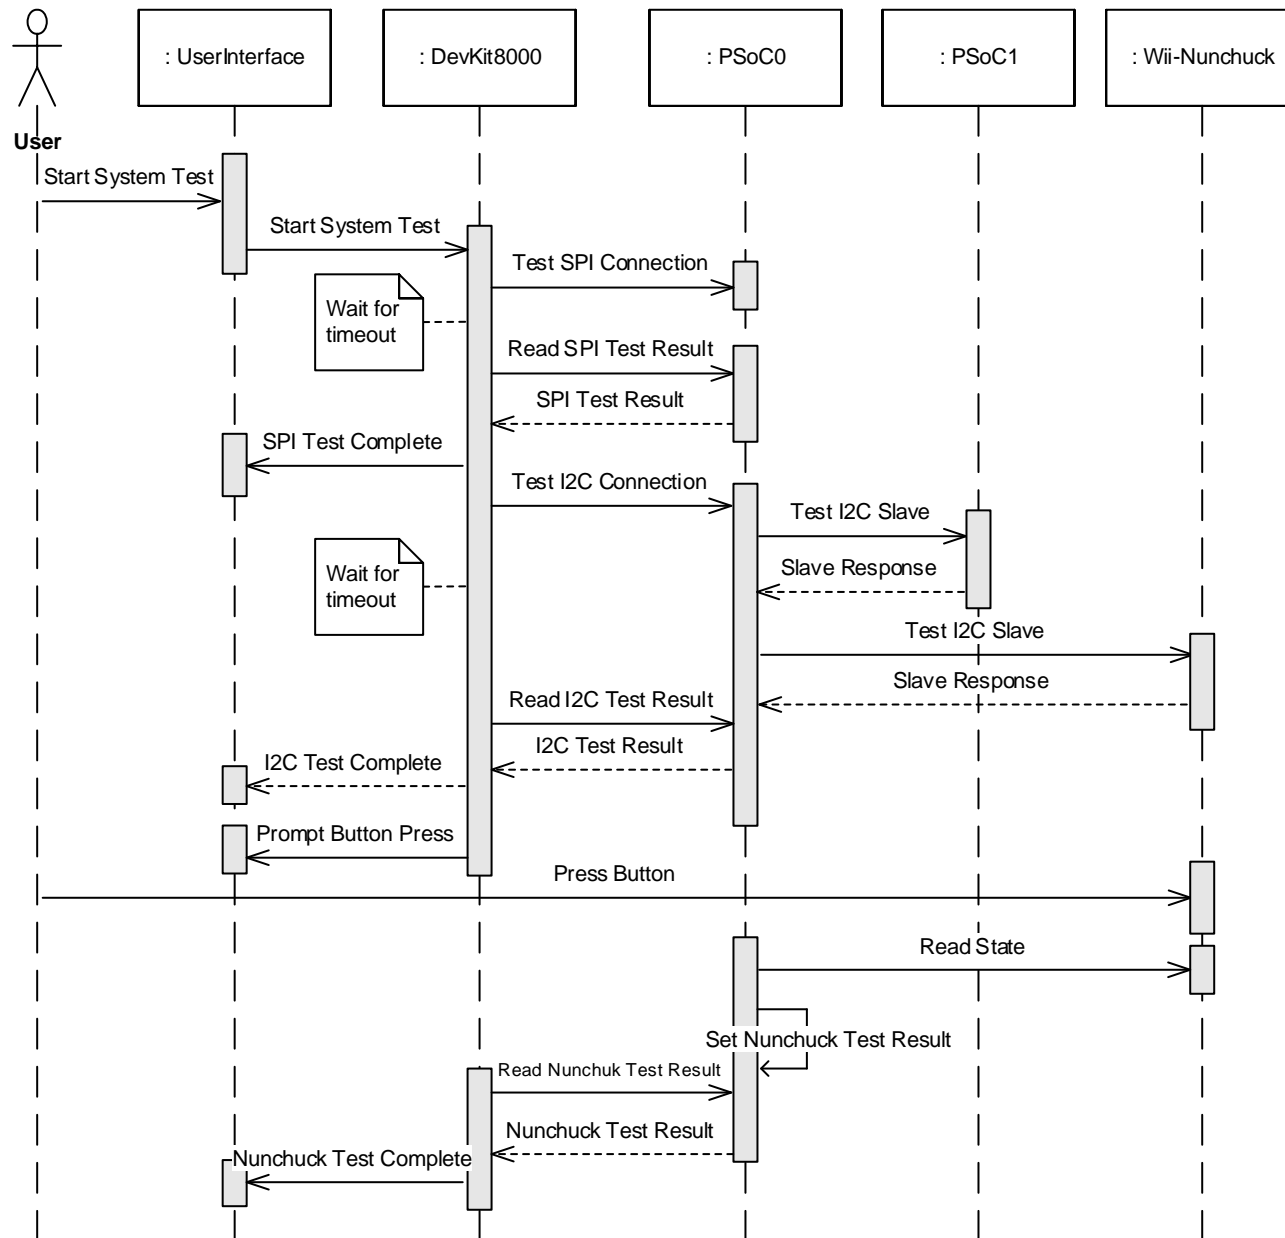 : UserInterface
: DevKit8000
: PSoC0
: PSoC1
: Wii-Nunchuck
User
Start System Test
Start System Test
Test SPI Connection
Wait for
timeout
Read SPI Test Result
SPI Test Result
SPI Test Complete
Test I2C Connection
Test I2C Slave
Wait for
timeout
Slave Response
Test I2C Slave
Slave Response
Read I2C Test Result
I2C Test Result
I2C Test Complete
Prompt Button Press
Press Button
Read State
Set Nunchuck Test Result
Read Nunchuk Test Result
Nunchuck Test Result
Nunchuck Test Complete